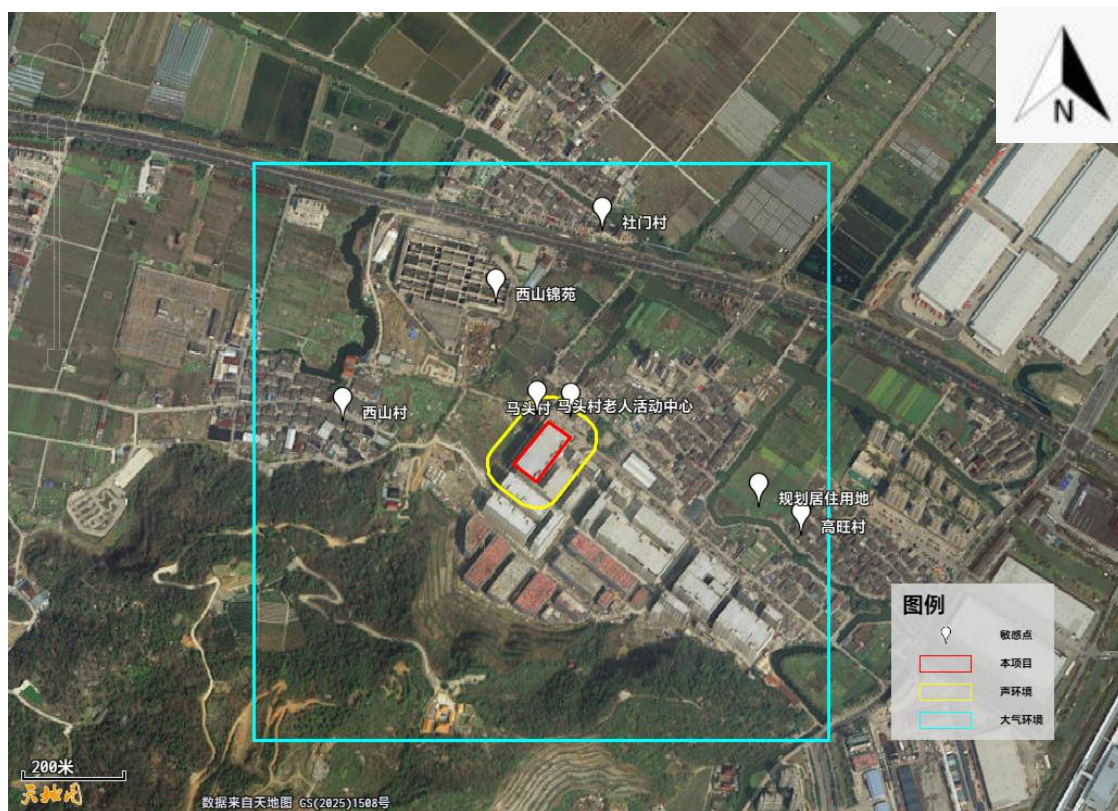 N
社门村
西山锦苑
西山村
马头村
马头村老人活动中心
规划居住用地
高旺村
图例
敏感点
本项目
声环境
大气环境
200米
天地图
数据来自天地图 GS(2025)1508号